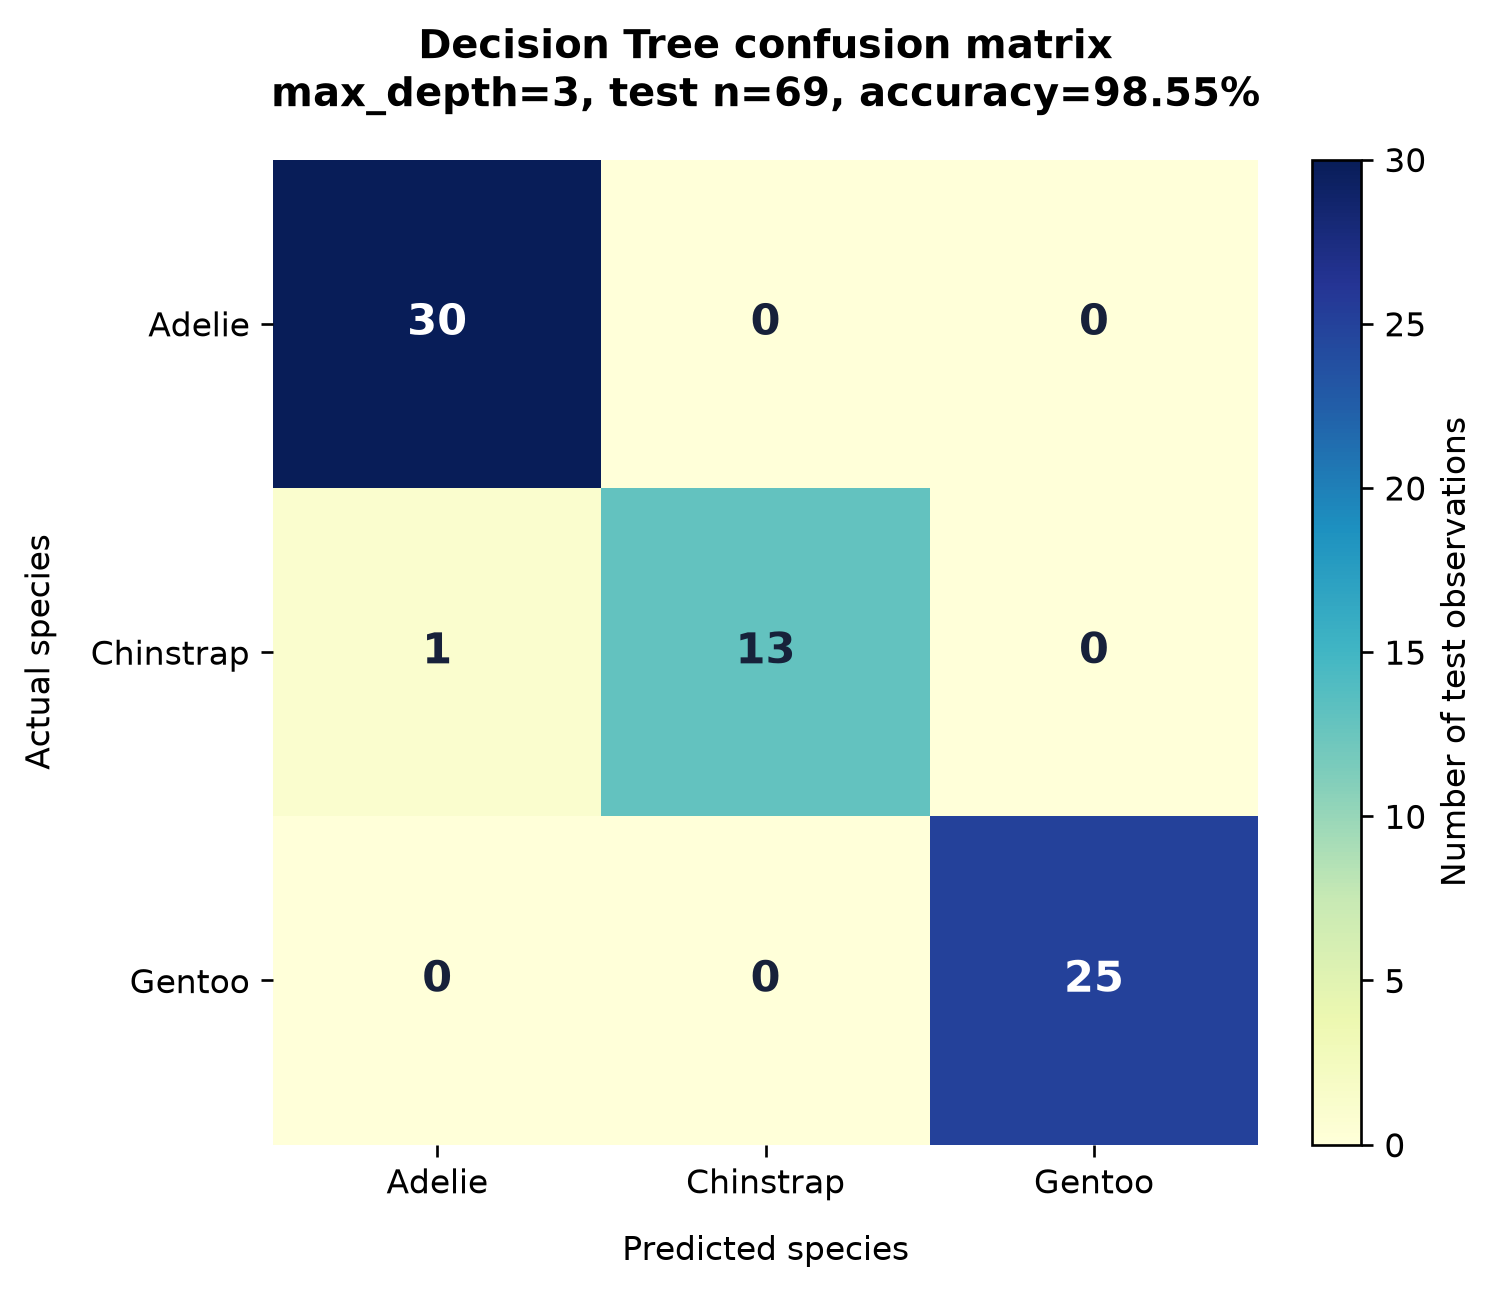 Decision Tree confusion matrix
max_depth=3, test n=69, accuracy=98.55%
Actual species
Adelie
Chinstrap
Gentoo
30 0 0
1 13 0
0 0 25
Adelie Chinstrap Gentoo
Predicted species
30
25
20
15
10
5
0
Number of test observations